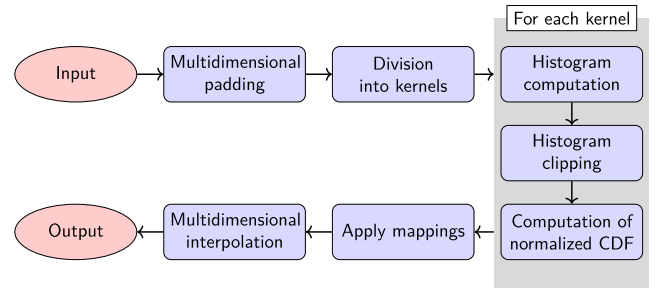 For each kernel
Input
Multidimensional
padding
Division
into kernels
Histogram
computation
Histogram
clipping
Computation of
normalized CDF
Apply mappings
Multidimensional
interpolation
Output